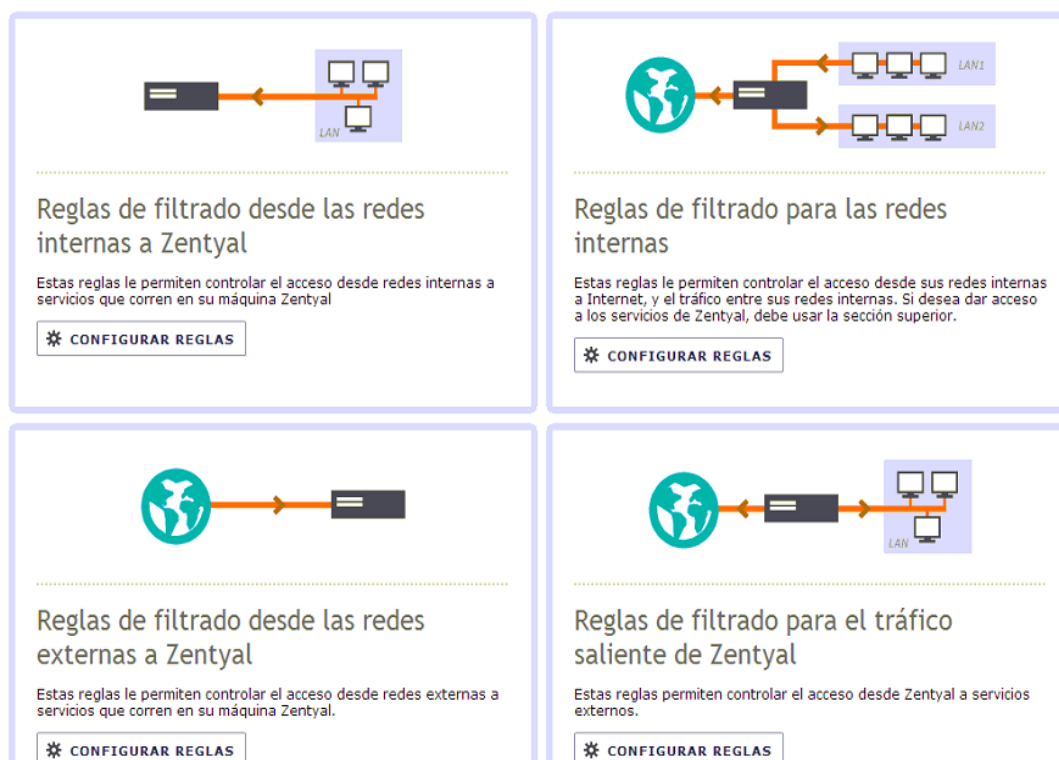 LAN
Reglas de filtrado desde las redes
internas a Zentyal
Estas reglas le permiten controlar el acceso desde redes internas a
servicios que corren en su máquina Zentyal
CONFIGURAR REGLAS
LAN1
LAN2
Reglas de filtrado para las redes
internas
Estas reglas le permiten controlar el acceso desde sus redes internas
a Internet, y el tráfico entre sus redes internas. Si desea dar acceso
a los servicios de Zentyal, debe usar la sección superior.
CONFIGURAR REGLAS
Reglas de filtrado desde las redes
externas a Zentyal
Estas reglas le permiten controlar el acceso desde redes externas a
servicios que corren en su máquina Zentyal.
CONFIGURAR REGLAS
LAN
Reglas de filtrado para el tráfico
saliente de Zentyal
Estas reglas permiten controlar el acceso desde Zentyal a servicios
externos.
CONFIGURAR REGLAS